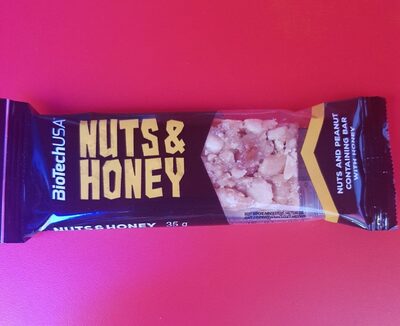 BioTechUSA
NUTS &
HONEY
NUTS & HONEY 35 g
NUTS AND PEANUT
CONTAINING BAR
WITH HONEY